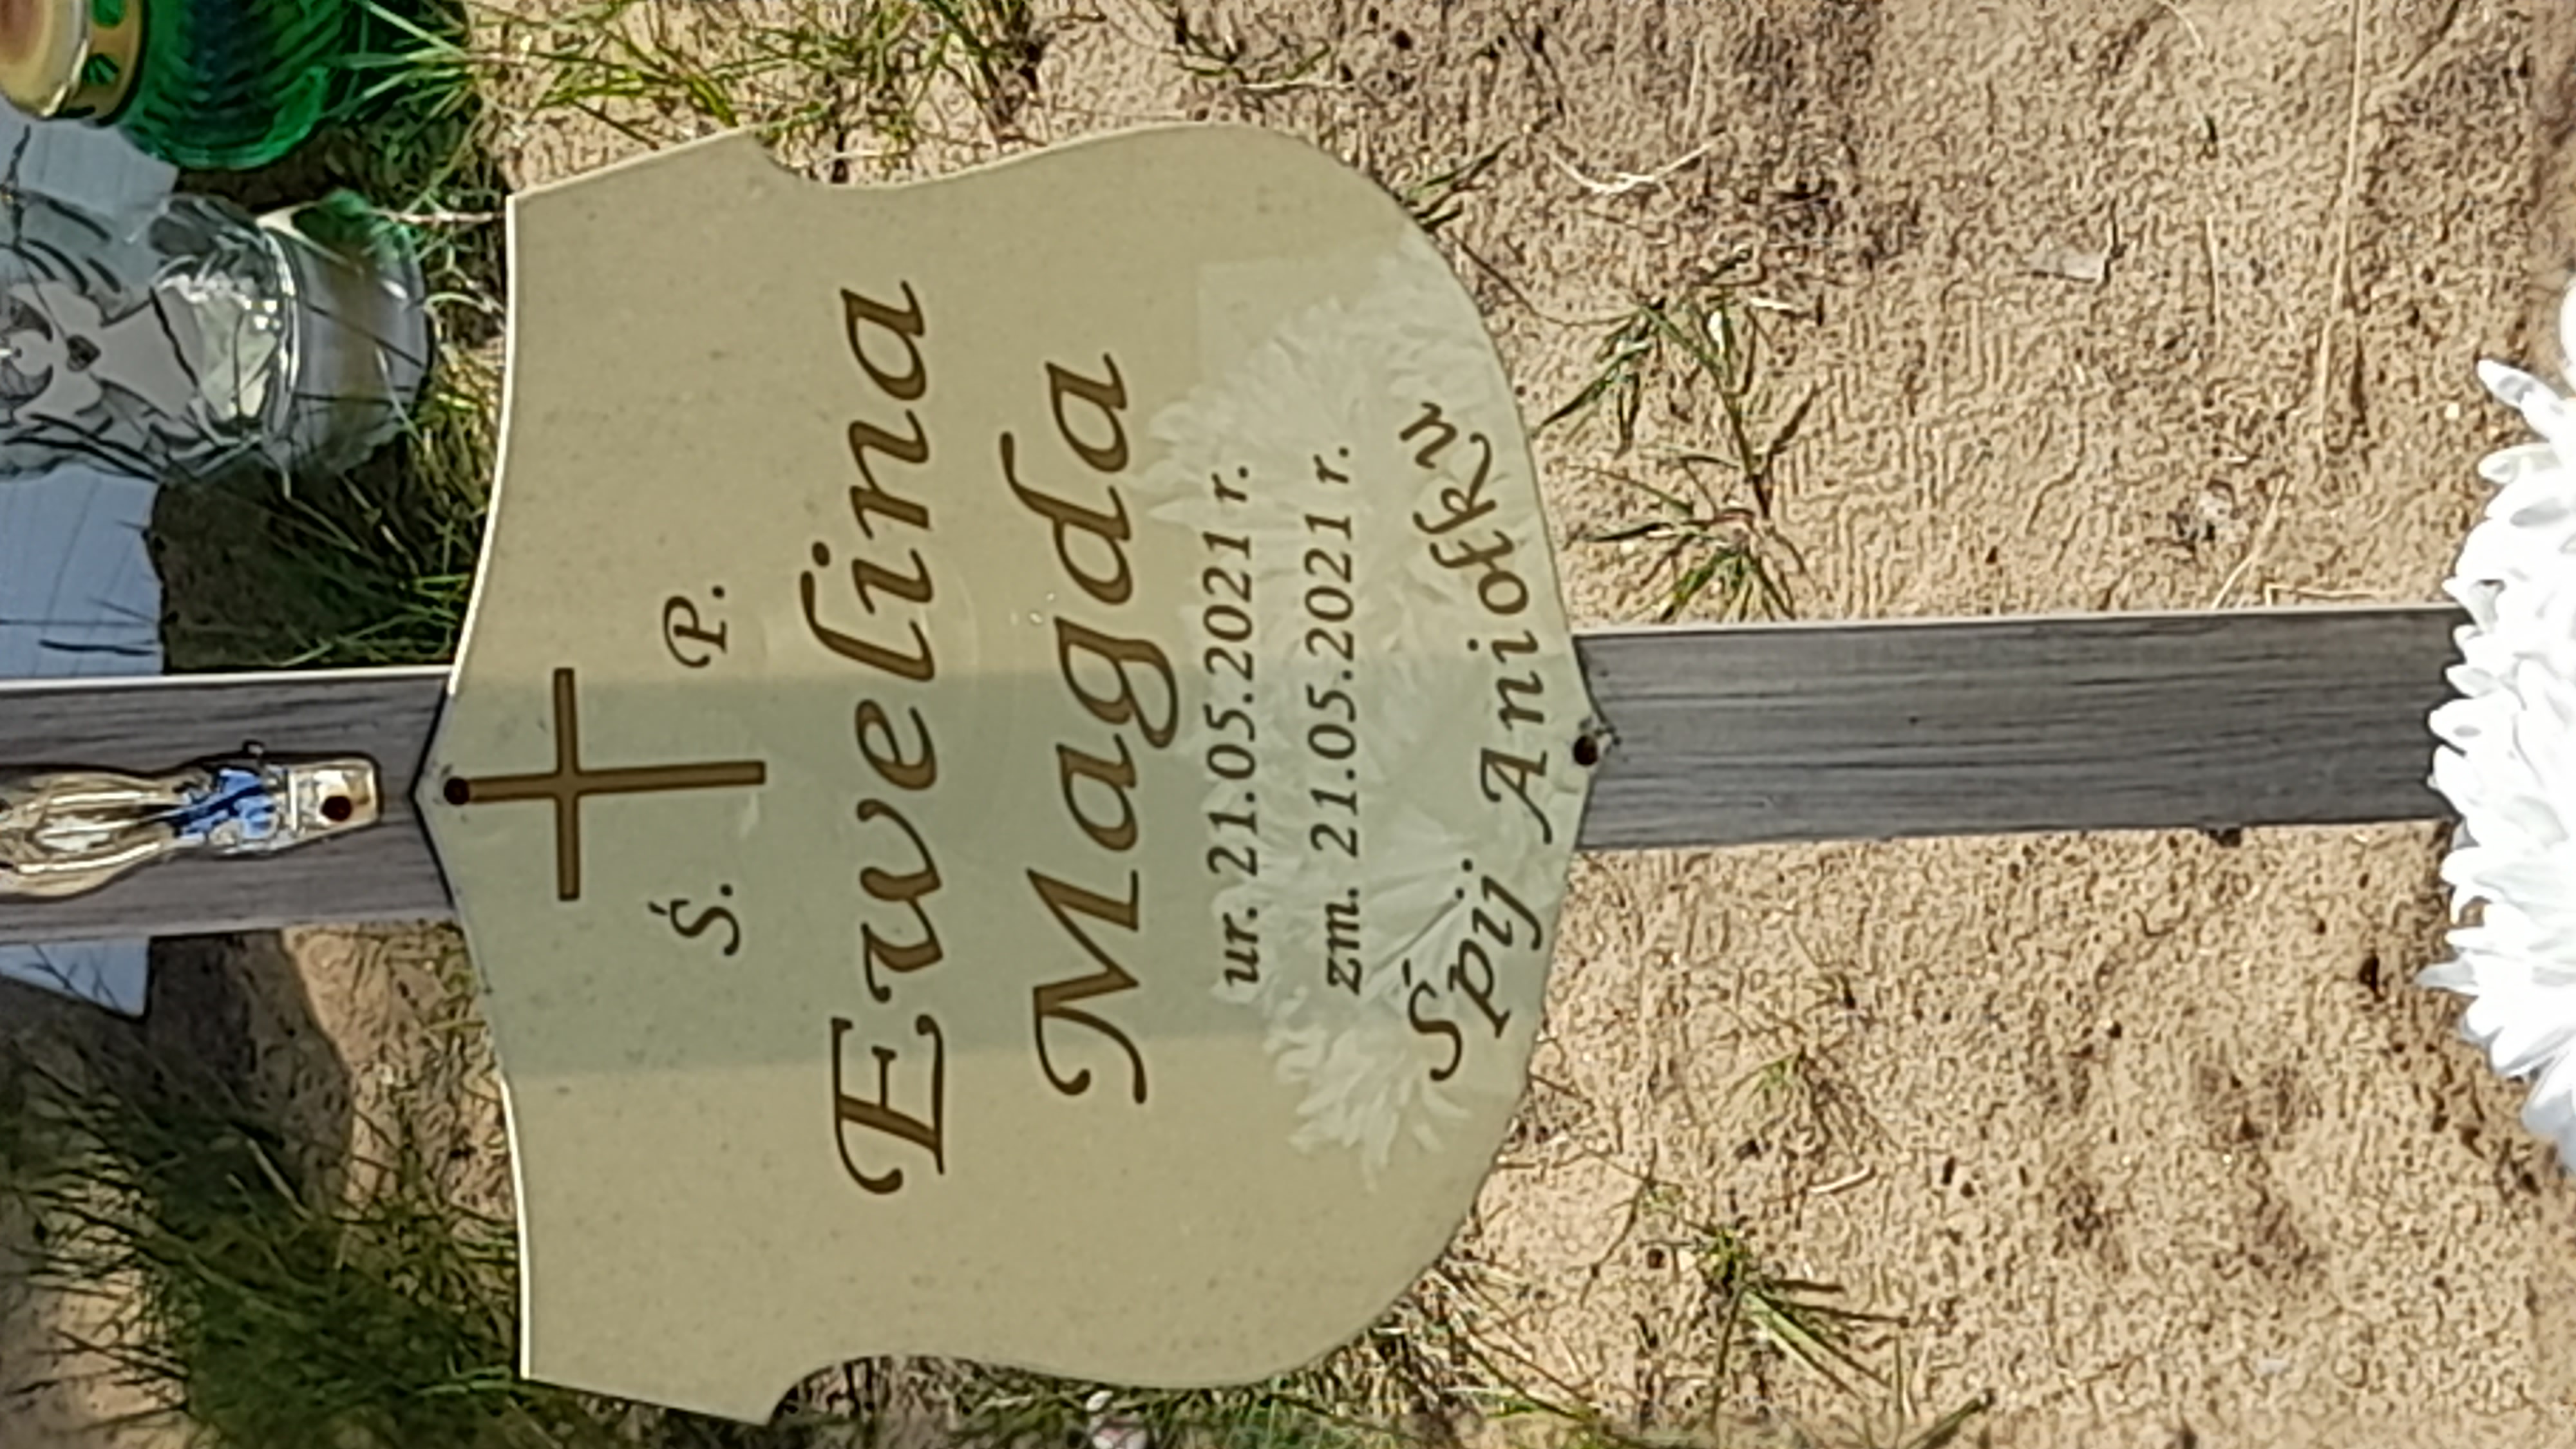 Ś. P.
Ewelina
Magda
ur. 21.05.2021 r.
zm. 21.05.2021 r.
Śpij Aniołku